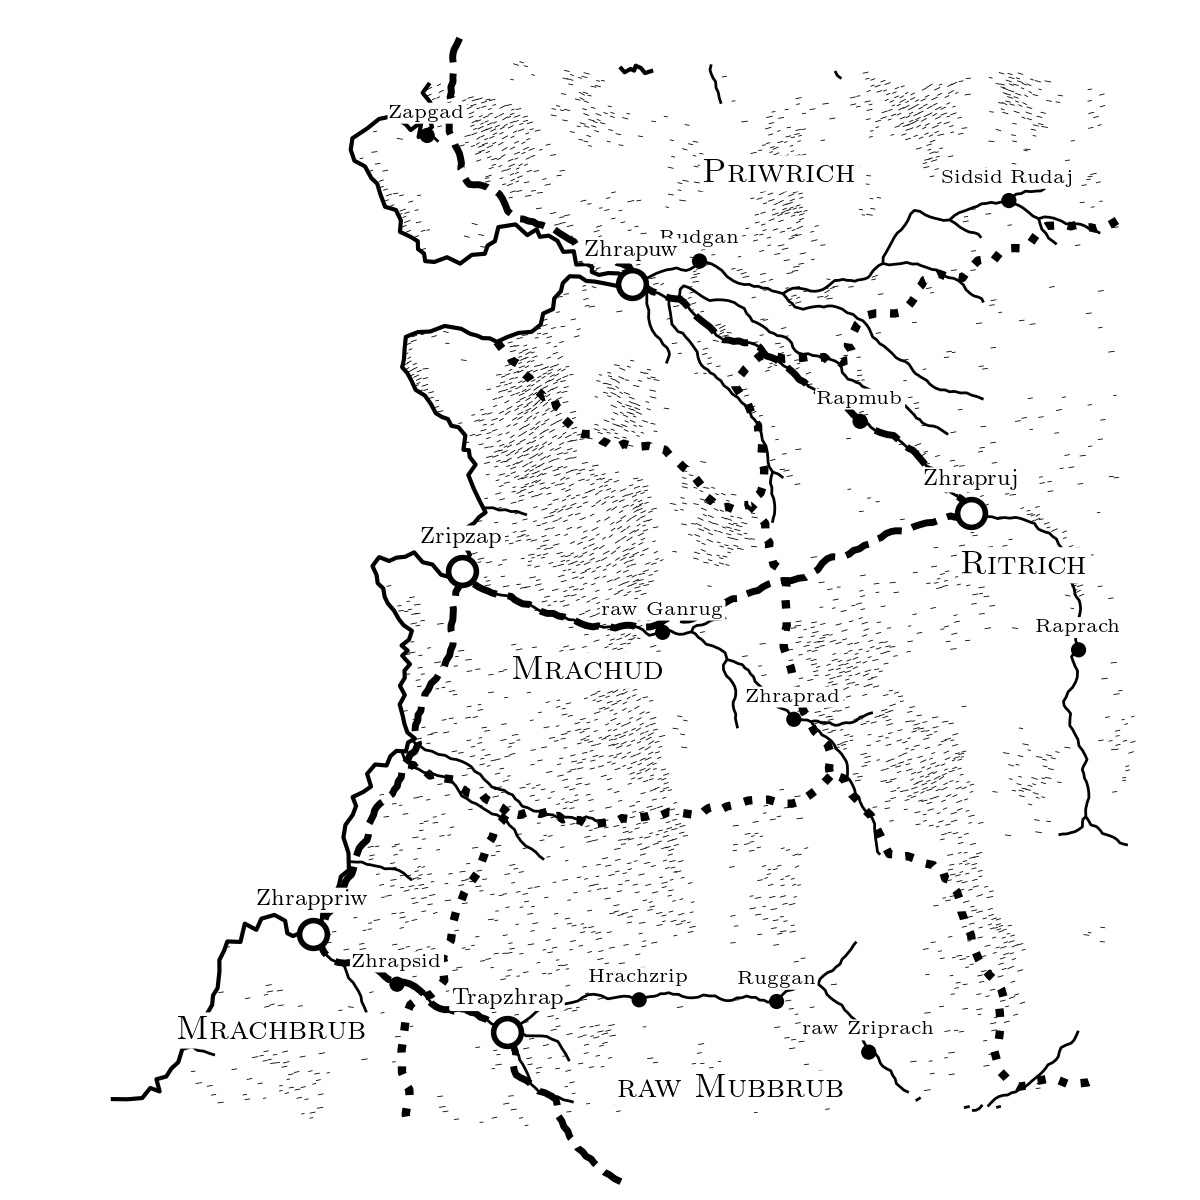 Zapgad
Priwrich
Sidsid Rudaj
Rudgan
Zhrapuw
Rapmub
Zhrapruj
Zripzap
Ritrich
raw Ganrug
Raprach
Mrachud
Zhraprad
Zhrappriw
Zhrapsid
Hrachzrip
Ruggan
Trapzhrap
Mrachbrub
raw Zriprach
raw Mubbrub